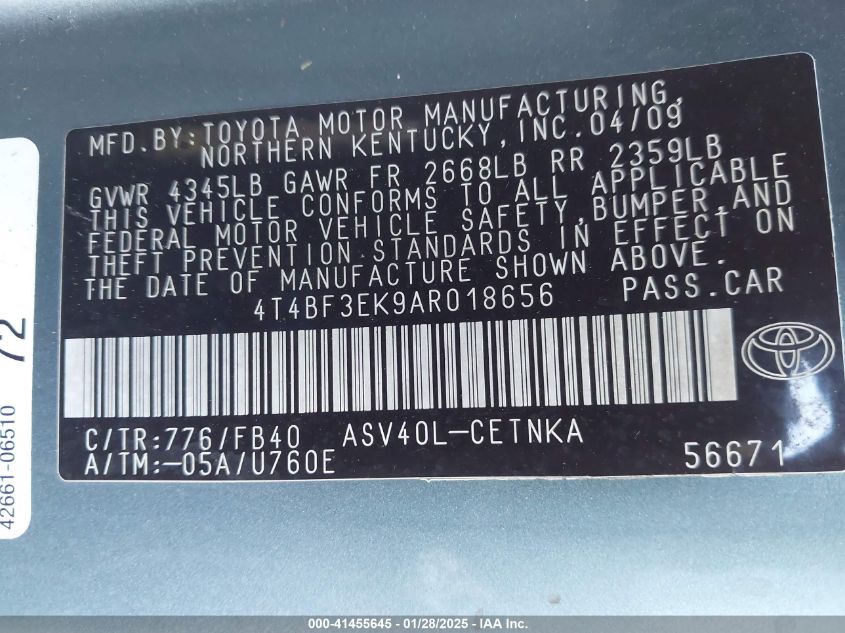 MFD.BY:TOYOTA MOTOR MANUFACTURING,
NORTHERN KENTUCKY,INC.04/09
GVWR 4345LB GAWR FR 2668LB RR 2359LB
THIS VEHICLE CONFORMS TO ALL APPLICABLE
FEDERAL MOTOR VEHICLE SAFETY,BUMPER,AND
THEFT PREVENTION STANDARDS IN EFFECT ON
THE DATE OF MANUFACTURE SHOWN ABOVE.
4T4BF3EK9AR018656 PASS.CAR
C/TR:776/FB40 ASV40L-CETNKA
A/TM:-05A/U760E 56671
72
42661-06510
000-41455645 - 01/28/2025 - IAA Inc.